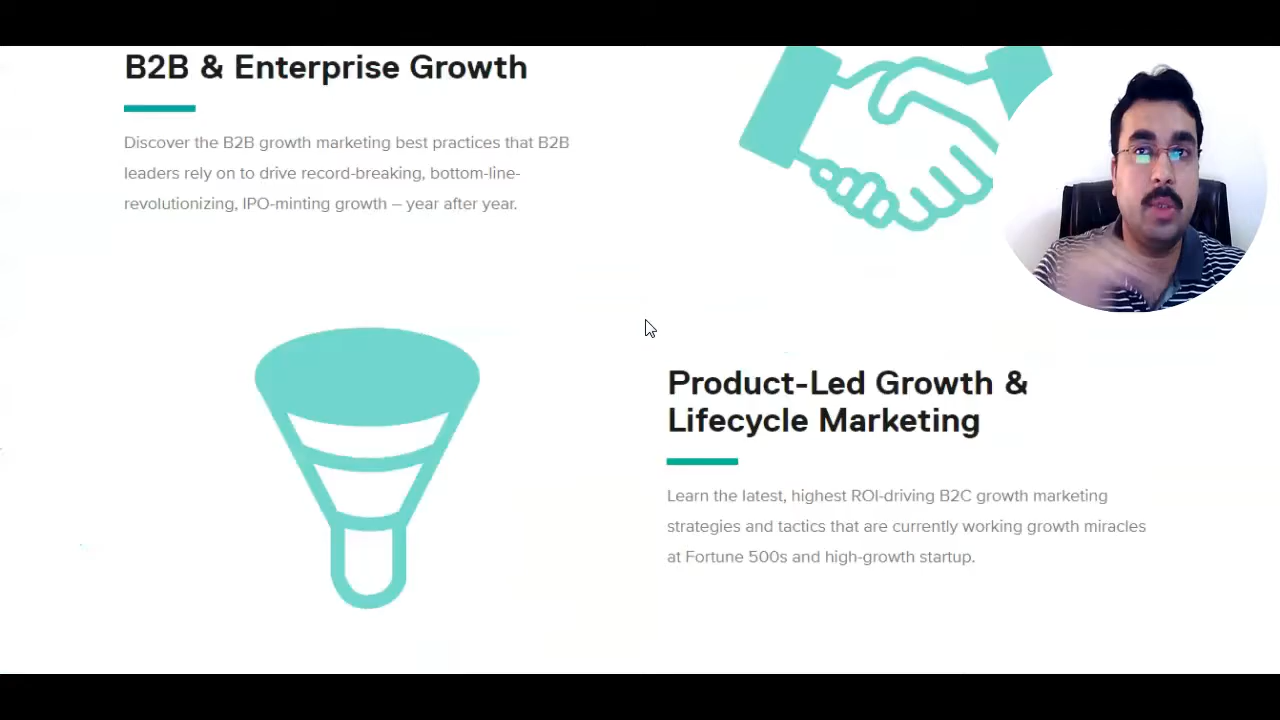 B2B & Enterprise Growth
Discover the B2B growth marketing best practices that B2B
leaders rely on to drive record-breaking, bottom-line-
revolutionizing, IPO-minting growth – year after year.
Product-Led Growth &
Lifecycle Marketing
Learn the latest, highest ROI-driving B2C growth marketing
strategies and tactics that are currently working growth miracles
at Fortune 500s and high-growth startup.